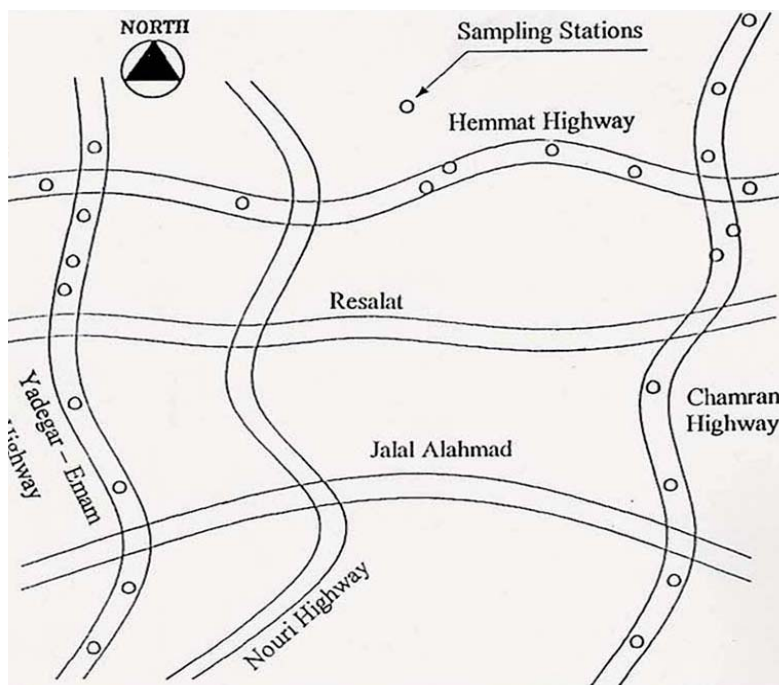 NORTH
Sampling Stations
Hemmat Highway
Resalat
Chamran
Highway
Yadegar – Emam
Highway
Jalal Alahmad
Nouri Highway